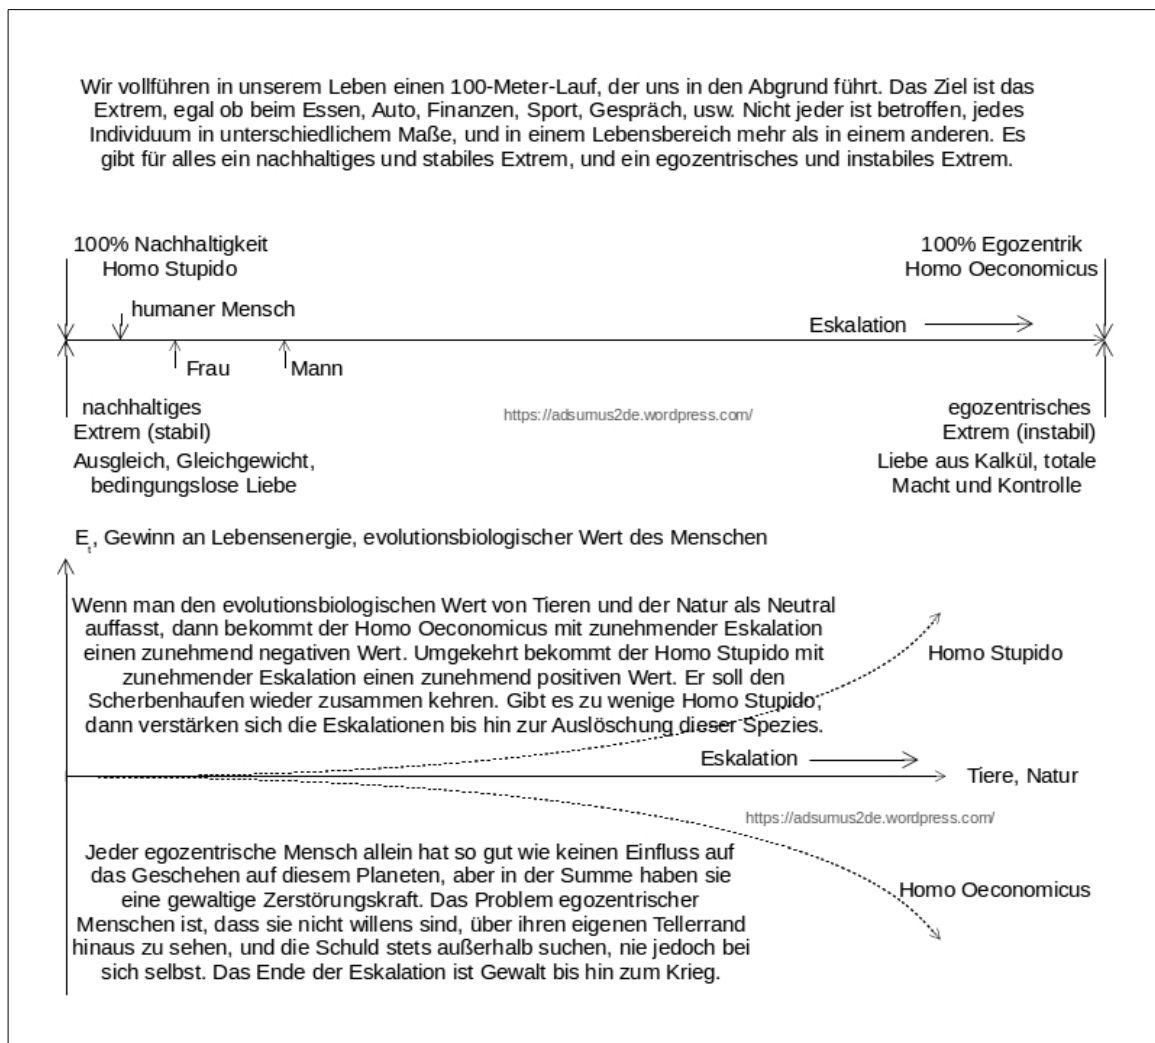 Wir vollführen in unserem Leben einen 100-Meter-Lauf, der uns in den Abgrund führt. Das Ziel ist das
Extrem, egal ob beim Essen, Auto, Finanzen, Sport, Gespräch, usw. Nicht jeder ist betroffen, jedes
Individuum in unterschiedlichem Maße, und in einem Lebensbereich mehr als in einem anderen. Es
gibt für alles ein nachhaltiges und stabiles Extrem, und ein egozentrisches und instabiles Extrem.
100% Nachhaltigkeit
Homo Stupido
100% Egozentrik
Homo Oeconomicus
humaner Mensch
Eskalation
Frau
Mann
nachhaltiges
Extrem (stabil)
https://adsumus2de.wordpress.com/
egozentrisches
Extrem (instabil)
Ausgleich, Gleichgewicht,
bedingungslose Liebe
Liebe aus Kalkül, totale
Macht und Kontrolle
Et, Gewinn an Lebensenergie, evolutionsbiologischer Wert des Menschen
Wenn man den evolutionsbiologischen Wert von Tieren und der Natur als Neutral
auffasst, dann bekommt der Homo Oeconomicus mit zunehmender Eskalation
einen zunehmend negativen Wert. Umgekehrt bekommt der Homo Stupido mit
zunehmender Eskalation einen zunehmend positiven Wert. Er soll den
Scherbenhaufen wieder zusammen kehren. Gibt es zu wenige Homo Stupido,
dann verstärken sich die Eskalationen bis hin zur Auslöschung dieser Spezies.
Homo Stupido
Eskalation
Tiere, Natur
https://adsumus2de.wordpress.com/
Jeder egozentrische Mensch allein hat so gut wie keinen Einfluss auf
das Geschehen auf diesem Planeten, aber in der Summe haben sie
eine gewaltige Zerstörungskraft. Das Problem egozentrischer
Menschen ist, dass sie nicht willens sind, über ihren eigenen Tellerrand
hinaus zu sehen, und die Schuld stets außerhalb suchen, nie jedoch bei
sich selbst. Das Ende der Eskalation ist Gewalt bis hin zum Krieg.
Homo Oeconomicus